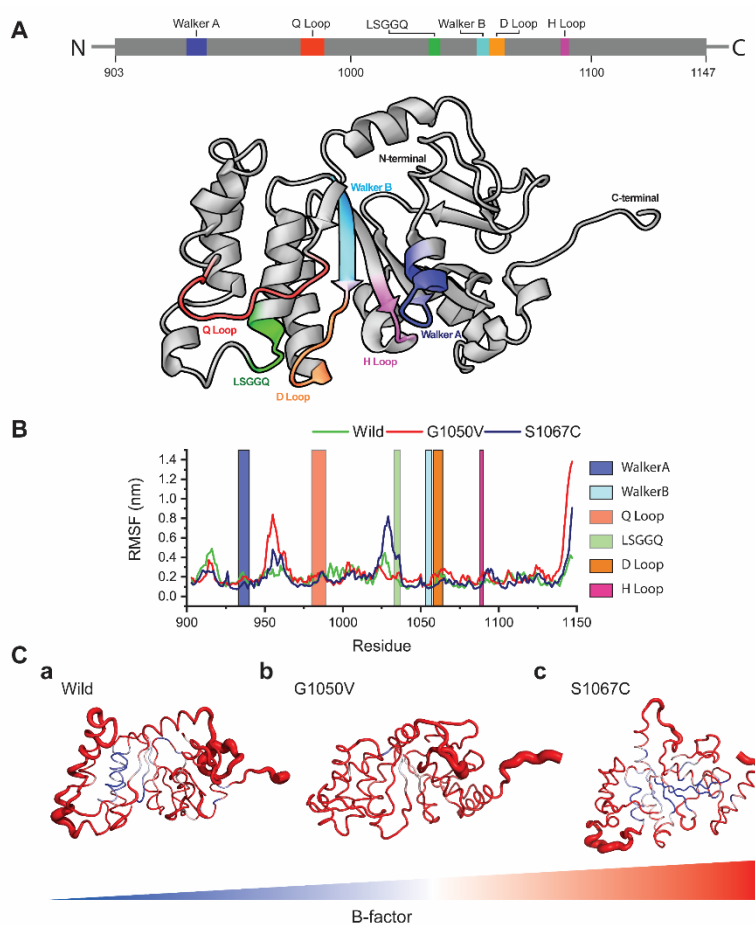 A
Walker A Q Loop LSGGQ Walker B D Loop H Loop
N C
903 1000 1100 1147
N-terminal
Walker B
C-terminal
Q Loop
Walker A
H Loop
LSGGQ
D Loop
B
Wild G1050V S1067C
RMSF (nm)
1.4
1.2
1.0
0.8
0.6
0.4
0.2
0.0
900 950 1000 1050 1100 1150
Residue
WalkerA
WalkerB
Q Loop
LSGGQ
D Loop
H Loop
C
a b c
Wild G1050V S1067C
B-factor